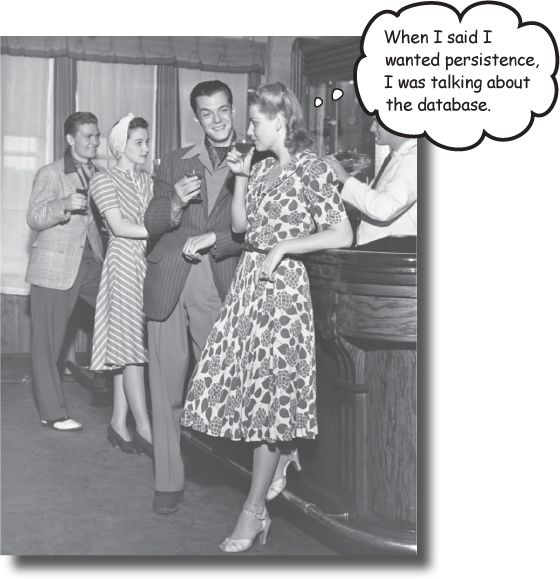 When I said I
wanted persistence,
I was talking about
the database.